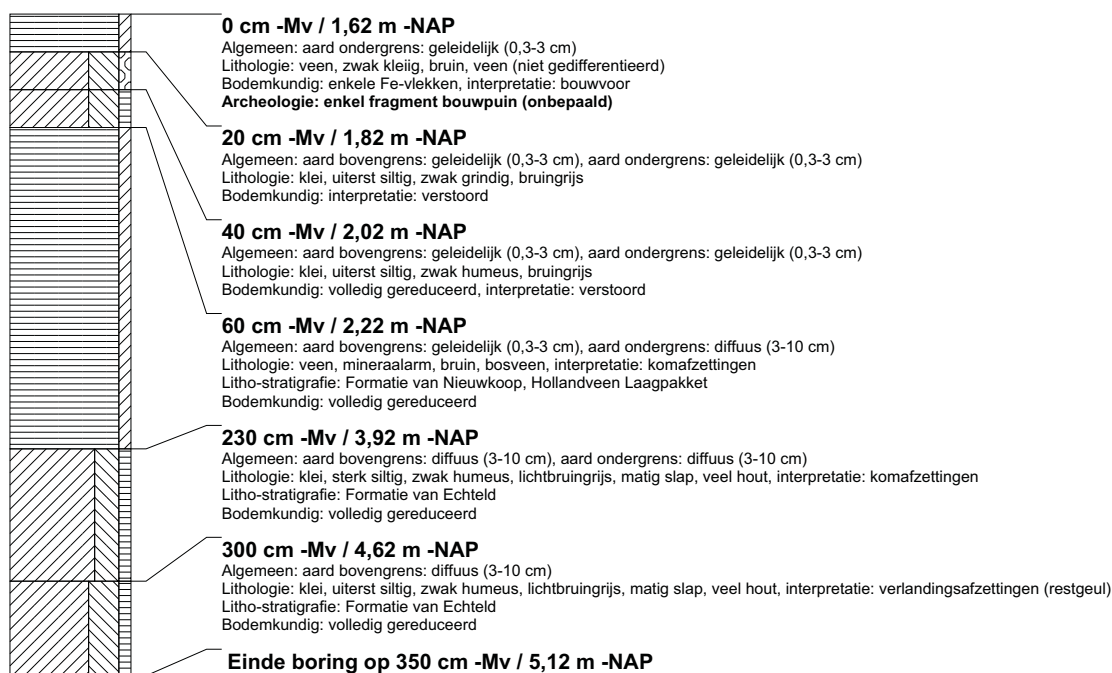 0 cm -Mv / 1,62 m -NAP
Algemeen: aard ondergrens: geleidelijk (0,3-3 cm)
Lithologie: veen, zwak kleiig, bruin, veen (niet gedifferentieerd)
Bodemkundig: enkele Fe-vlekken, interpretatie: bouwvoor
Archeologie: enkel fragment bouwpuin (onbepaald)
20 cm -Mv / 1,82 m -NAP
Algemeen: aard bovengrens: geleidelijk (0,3-3 cm), aard ondergrens: geleidelijk (0,3-3 cm)
Lithologie: klei, uiterst siltig, zwak grindig, bruingrijs
Bodemkundig: interpretatie: verstoord
40 cm -Mv / 2,02 m -NAP
Algemeen: aard bovengrens: geleidelijk (0,3-3 cm), aard ondergrens: geleidelijk (0,3-3 cm)
Lithologie: klei, uiterst siltig, zwak humeus, bruingrijs
Bodemkundig: volledig gereduceerd, interpretatie: verstoord
60 cm -Mv / 2,22 m -NAP
Algemeen: aard bovengrens: geleidelijk (0,3-3 cm), aard ondergrens: diffuus (3-10 cm)
Lithologie: veen, mineraalarm, bruin, bosveen, interpretatie: komafzettingen
Litho-stratigrafie: Formatie van Nieuwkoop, Hollandveen Laagpakket
Bodemkundig: volledig gereduceerd
230 cm -Mv / 3,92 m -NAP
Algemeen: aard bovengrens: diffuus (3-10 cm), aard ondergrens: diffuus (3-10 cm)
Lithologie: klei, sterk siltig, zwak humeus, lichtbruingrijs, matig slap, veel hout, interpretatie: komafzettingen
Litho-stratigrafie: Formatie van Echteld
Bodemkundig: volledig gereduceerd
300 cm -Mv / 4,62 m -NAP
Algemeen: aard bovengrens: diffuus (3-10 cm)
Lithologie: klei, uiterst siltig, zwak humeus, lichtbruingrijs, matig slap, veel hout, interpretatie: verlandingsafzettingen (restgeul)
Litho-stratigrafie: Formatie van Echteld
Bodemkundig: volledig gereduceerd
Einde boring op 350 cm -Mv / 5,12 m -NAP